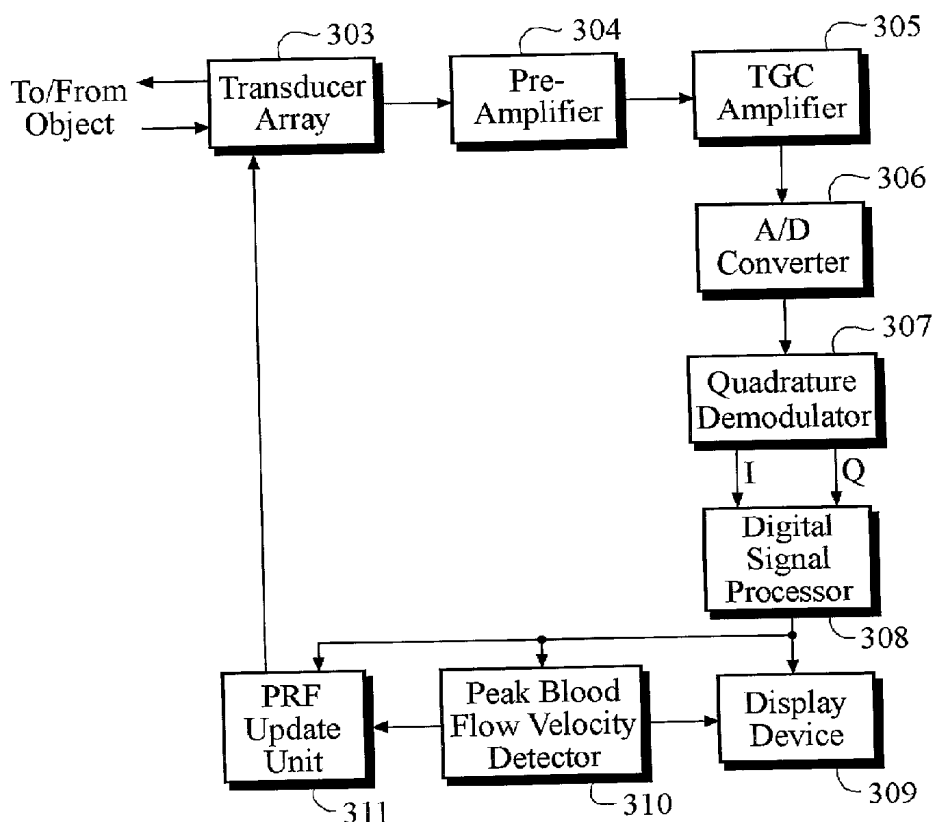 303
304
305
To/From
Object
Transducer
Array
Pre-
Amplifier
TGC
Amplifier
306
A/D
Converter
307
Quadrature
Demodulator
I
Q
Digital
Signal
Processor
308
PRF
Update
Unit
Peak Blood
Flow Velocity
Detector
Display
Device
311
310
309